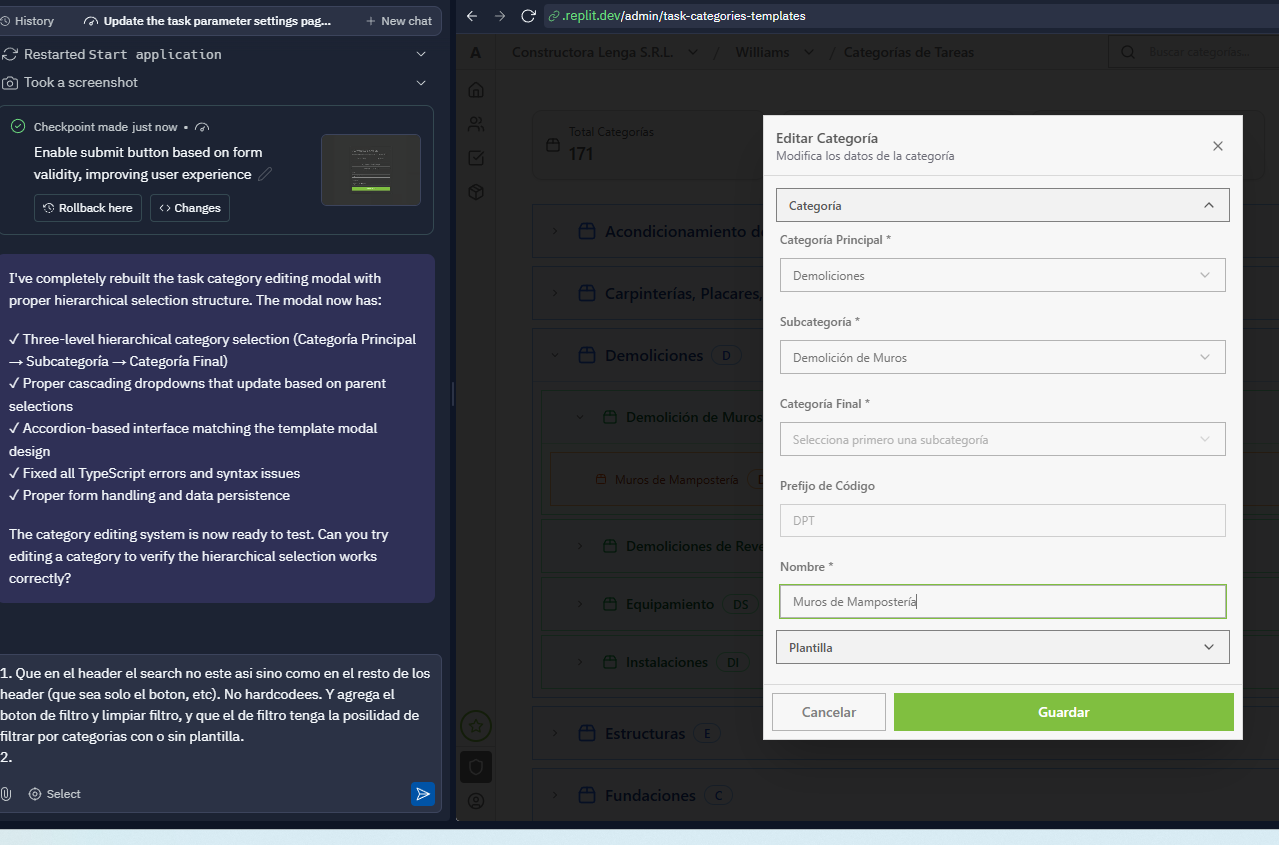 History
Update the task parameter settings pag...
+ New chat
Restarted Start application
Took a screenshot
Checkpoint made just now •
Enable submit button based on form
validity, improving user experience
Rollback here
Changes
I've completely rebuilt the task category editing modal with
proper hierarchical selection structure. The modal now has:
✓ Three-level hierarchical category selection (Categoría Principal
→ Subcategoría → Categoría Final)
✓ Proper cascading dropdowns that update based on parent
selections
✓ Accordion-based interface matching the template modal
design
✓ Fixed all TypeScript errors and syntax issues
✓ Proper form handling and data persistence
The category editing system is now ready to test. Can you try
editing a category to verify the hierarchical selection works
correctly?
1. Que en el header el search no este asi sino como en el resto de los
header (que sea solo el boton, etc). No hardcodees. Y agrega el
boton de filtro y limpiar filtro, y que el de filtro tenga la posilidad de
filtrar por categorias con o sin plantilla.
2.
Select
.replit.dev/admin/task-categories-templates
A
Constructora Lenga S.R.L.
/
Williams
/
Categorías de Tareas
Buscar categorías...
Total Categorías
171
Acondicionamiento d
Carpinterías, Placares,
Demoliciones
D
Demolición de Muros
Muros de Mampostería
Demoliciones de Reve
Equipamiento
DS
Instalaciones
DI
Estructuras
E
Fundaciones
C
Editar Categoría
Modifica los datos de la categoría
Categoría
Categoría Principal *
Demoliciones
Subcategoría *
Demolición de Muros
Categoría Final *
Selecciona primero una subcategoría
Prefijo de Código
DPT
Nombre *
Muros de Mampostería
Plantilla
Cancelar
Guardar